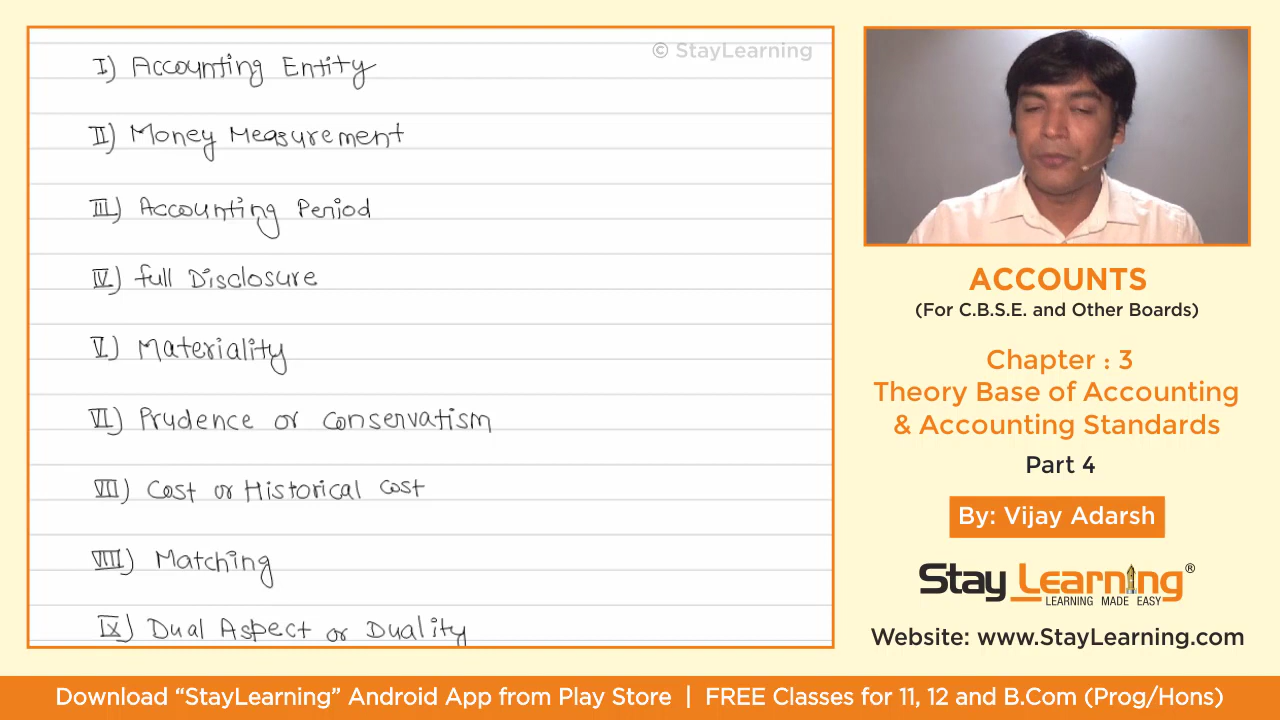 © StayLearning
I) Accounting Entity
II) Money Measurement
III) Accounting Period
IV) full Disclosure
V) Materiality
VI) Prudence or Conservatism
VII) Cost or Historical cost
VIII) Matching
IX) Dual Aspect or Duality
ACCOUNTS
(For C.B.S.E. and Other Boards)
Chapter : 3
Theory Base of Accounting
& Accounting Standards
Part 4
By: Vijay Adarsh
Stay Learning®
LEARNING MADE EASY
Website: www.StayLearning.com
Download “StayLearning” Android App from Play Store | FREE Classes for 11, 12 and B.Com (Prog/Hons)